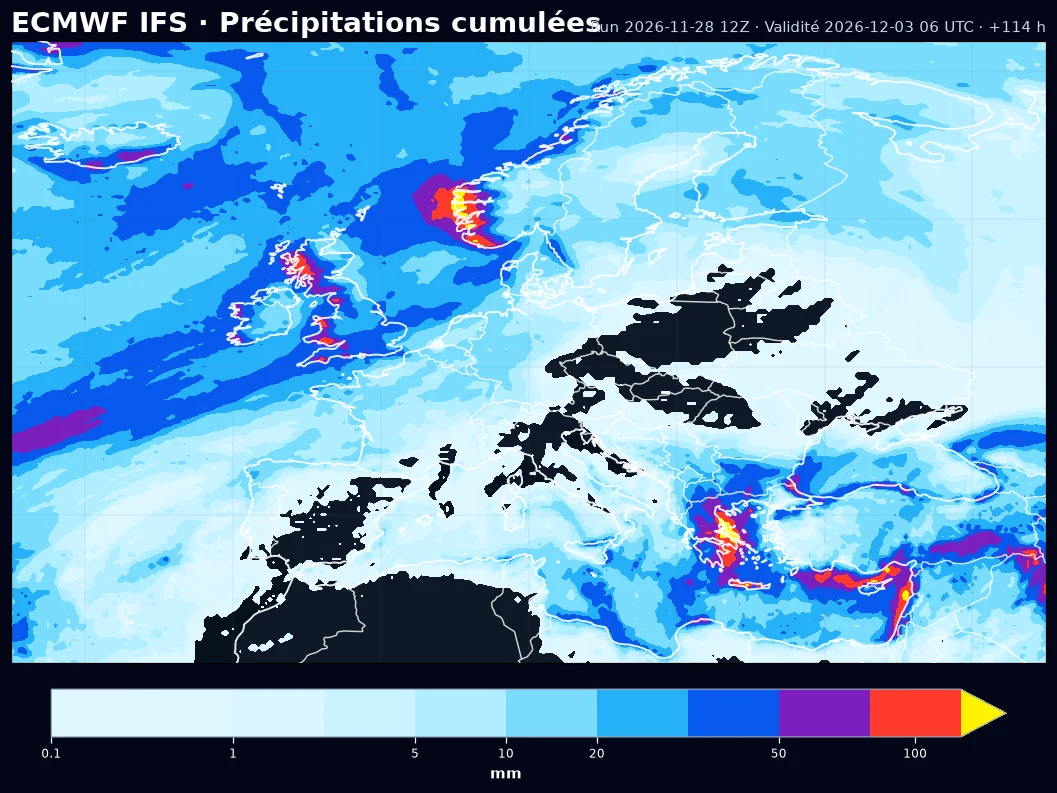 ECMWF IFS · Précipitations cumulées
Run 2026-11-28 12Z · Validité 2026-12-03 06 UTC · +114 h
0.1 1 5 10 20 50 100
mm